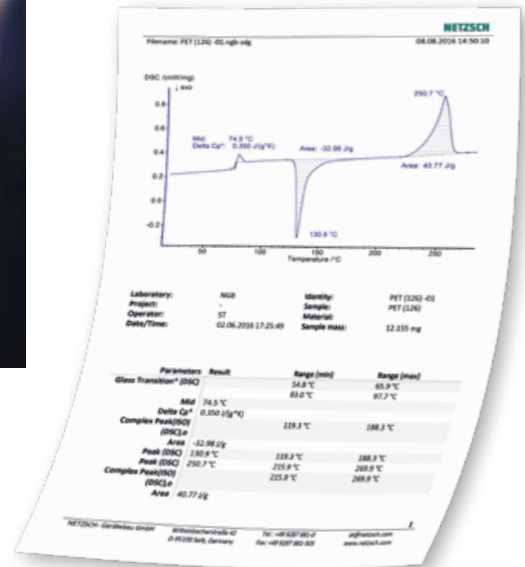 NETZSCH
Filename: PET (126) -01.ngb-sdg 08.08.2016 14:50:10
DSC /(mW/mg)
↓ exo
250.7 °C
0.8
0.6
Mid: 74.5 °C
Delta Cp*: 0.350 J/(g*K)
Area: -32.98 J/g
Area: 40.77 J/g
0.4
0.2
0.0
-0.2
130.9 °C
50 100 150 200 250
Temperature /°C
Laboratory: NGB Identity: PET (126) -01
Project: - Sample: PET (126)
Operator: ST Material:
Date/Time: 02.06.2016 17:25:49 Sample mass: 12.155 mg
Parameters Result Range (min) Range (max)
Glass Transition* (DSC) 54.8 °C 65.9 °C
83.0 °C 97.7 °C
Mid 74.5 °C
Delta Cp* 0.350 J/(g*K)
Complex Peak(ISO) 119.3 °C 188.3 °C
(DSC),o
Area -32.98 J/g
Peak (DSC) 130.9 °C 119.3 °C 188.3 °C
Peak (DSC) 250.7 °C 215.9 °C 269.9 °C
Complex Peak(ISO) 215.9 °C 269.9 °C
(DSC),o
Area 40.77 J/g
1
NETZSCH- Gerätebau GmbH Wittelsbacherstraße 42 Tel.: +49 9287 881-0 at@netzsch.com
D-95100 Selb, Germany Fax: +49 9287 881-505 www.netzsch.com